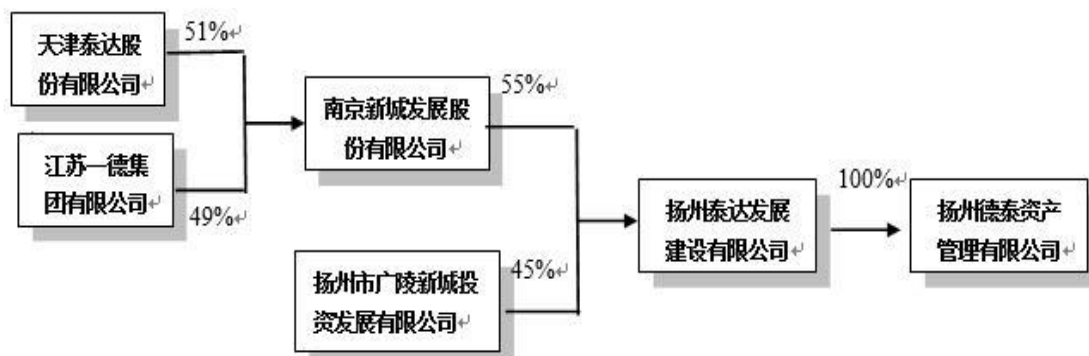 天津泰达股
份有限公司
51%
江苏一德集
团有限公司
49%
南京新城发展股
份有限公司
55%
扬州市广陵新城投
资发展有限公司
45%
扬州泰达发展
建设有限公司
100%
扬州德泰资产
管理有限公司